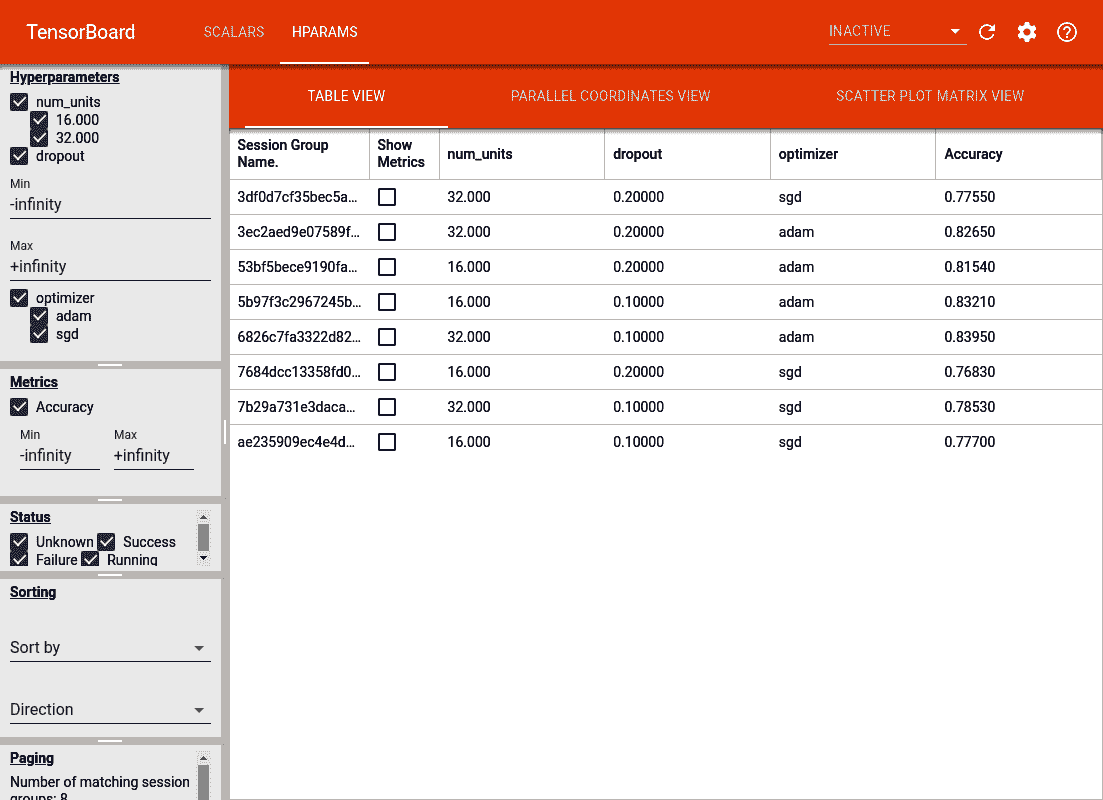 TensorBoard SCALARS HPARAMS INACTIVE
Hyperparameters
num_units
16.000
32.000
dropout
Min
-infinity
Max
+infinity
optimizer
adam
sgd
Metrics
Accuracy
Min Max
-infinity +infinity
Status
Unknown Success
Failure Running
Sorting
Sort by
Direction
Paging
Number of matching session
groups: 8
TABLE VIEW PARALLEL COORDINATES VIEW SCATTER PLOT MATRIX VIEW
Session Group Name. Show Metrics num_units dropout optimizer Accuracy
3df0d7cf35bec5a... 32.000 0.20000 sgd 0.77550
3ec2aed9e07589f... 32.000 0.20000 adam 0.82650
53bf5bece9190fa... 16.000 0.20000 adam 0.81540
5b97f3c2967245b... 16.000 0.10000 adam 0.83210
6826c7fa3322d82... 32.000 0.10000 adam 0.83950
7684dcc13358fd0... 16.000 0.20000 sgd 0.76830
7b29a731e3daca... 32.000 0.10000 sgd 0.78530
ae235909ec4e4d... 16.000 0.10000 sgd 0.77700